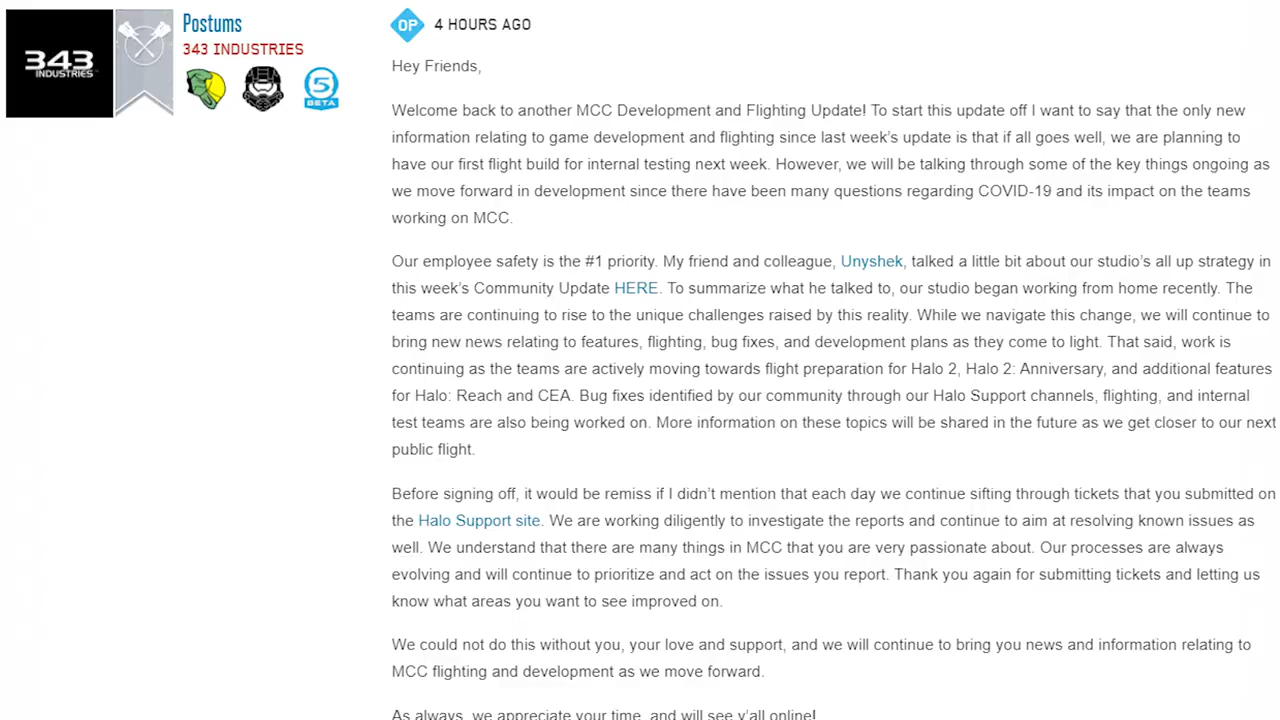 343
INDUSTRIES
Postums
343 INDUSTRIES
5
BETA
OP 4 HOURS AGO
Hey Friends,
Welcome back to another MCC Development and Flighting Update! To start this update off I want to say that the only new
information relating to game development and flighting since last week's update is that if all goes well, we are planning to
have our first flight build for internal testing next week. However, we will be talking through some of the key things ongoing as
we move forward in development since there have been many questions regarding COVID-19 and its impact on the teams
working on MCC.
Our employee safety is the #1 priority. My friend and colleague, Unyshek, talked a little bit about our studio's all up strategy in
this week's Community Update HERE. To summarize what he talked to, our studio began working from home recently. The
teams are continuing to rise to the unique challenges raised by this reality. While we navigate this change, we will continue to
bring new news relating to features, flighting, bug fixes, and development plans as they come to light. That said, work is
continuing as the teams are actively moving towards flight preparation for Halo 2, Halo 2: Anniversary, and additional features
for Halo: Reach and CEA. Bug fixes identified by our community through our Halo Support channels, flighting, and internal
test teams are also being worked on. More information on these topics will be shared in the future as we get closer to our next
public flight.
Before signing off, it would be remiss if I didn't mention that each day we continue sifting through tickets that you submitted on
the Halo Support site. We are working diligently to investigate the reports and continue to aim at resolving known issues as
well. We understand that there are many things in MCC that you are very passionate about. Our processes are always
evolving and will continue to prioritize and act on the issues you report. Thank you again for submitting tickets and letting us
know what areas you want to see improved on.
We could not do this without you, your love and support, and we will continue to bring you news and information relating to
MCC flighting and development as we move forward.
As always, we appreciate your time, and will see y'all online!